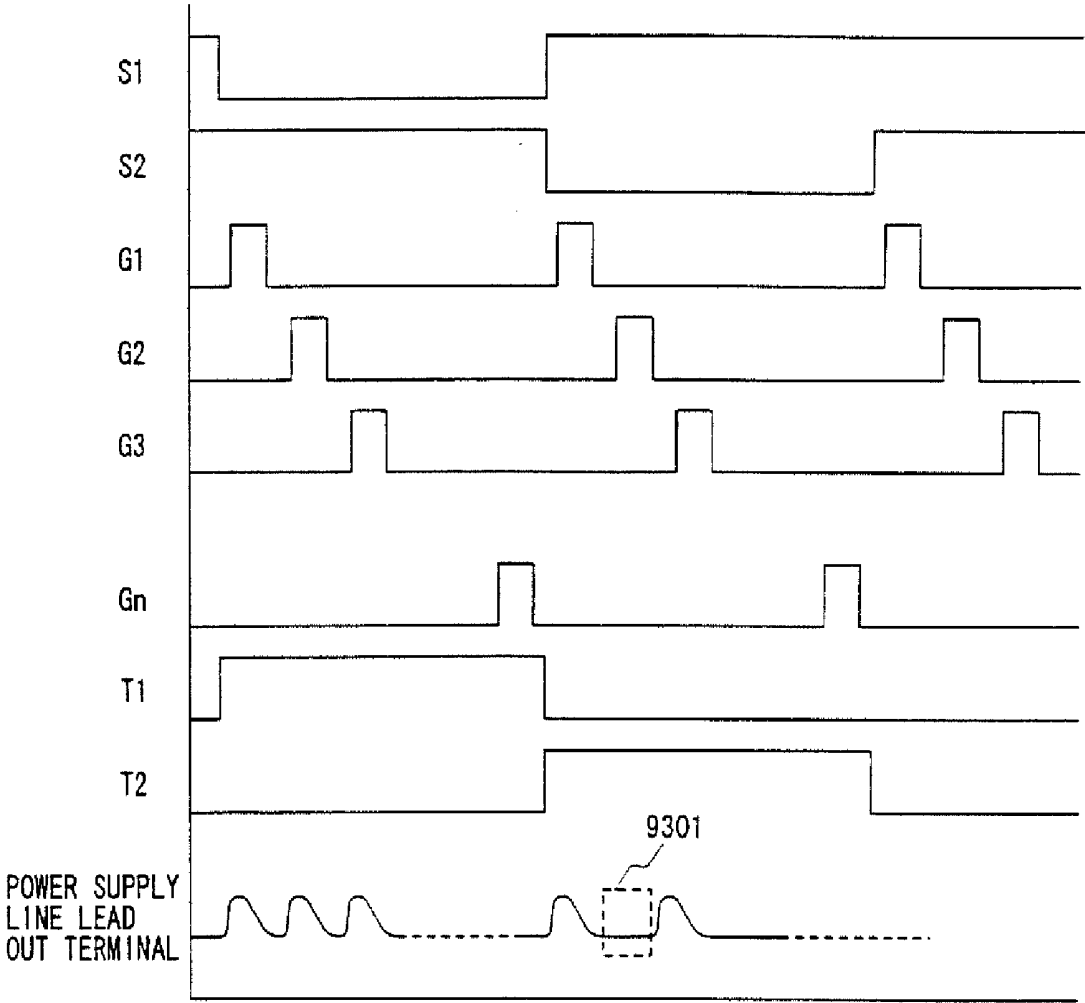 S1
S2
G1
G2
G3
Gn
T1
T2
9301
POWER SUPPLY
LINE LEAD
OUT TERMINAL